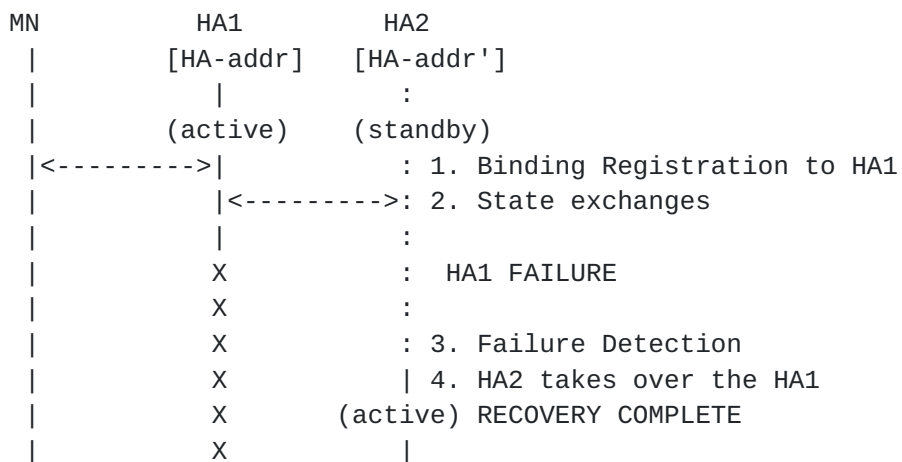 MN HA1 HA2
| [HA-addr] [HA-addr']
| | :
| (active) (standby)
|<--------->| : 1. Binding Registration to HA1
| |<--------->: 2. State exchanges
| | :
| X : HA1 FAILURE
| X :
| X : 3. Failure Detection
| X | 4. HA2 takes over the HA1
| X (active) RECOVERY COMPLETE
| X |